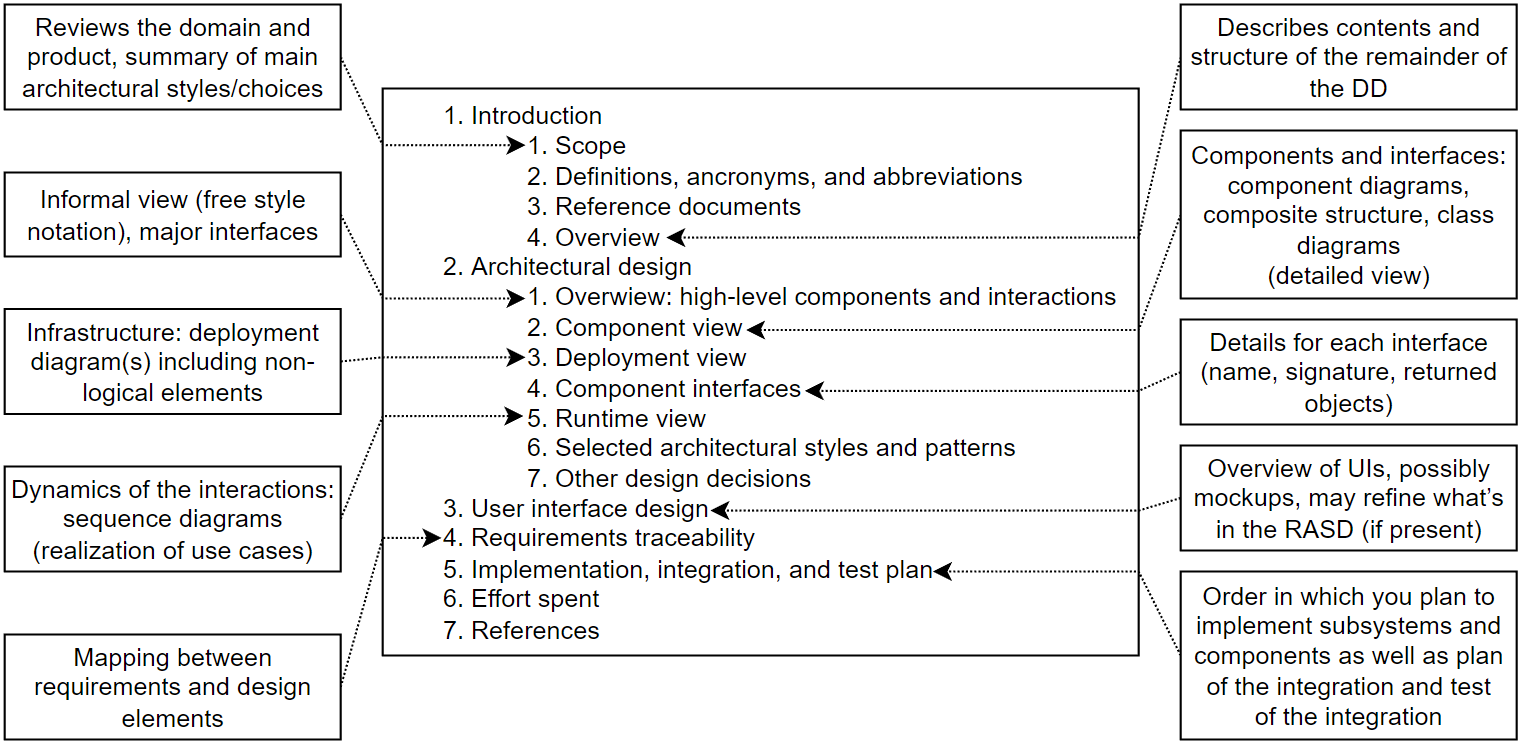 Reviews the domain and
product, summary of main
architectural styles/choices
Informal view (free style
notation), major interfaces
Infrastructure: deployment
diagram(s) including non-
logical elements
Dynamics of the interactions:
sequence diagrams
(realization of use cases)
Mapping between
requirements and design
elements
1. Introduction
1. Scope
2. Definitions, ancronyms, and abbreviations
3. Reference documents
4. Overview
2. Architectural design
1. Overwiew: high-level components and interactions
2. Component view
3. Deployment view
4. Component interfaces
5. Runtime view
6. Selected architectural styles and patterns
7. Other design decisions
3. User interface design
4. Requirements traceability
5. Implementation, integration, and test plan
6. Effort spent
7. References
Describes contents and
structure of the remainder of
the DD
Components and interfaces:
component diagrams,
composite structure, class
diagrams
(detailed view)
Details for each interface
(name, signature, returned
objects)
Overview of UIs, possibly
mockups, may refine what’s
in the RASD (if present)
Order in which you plan to
implement subsystems and
components as well as plan
of the integration and test
of the integration